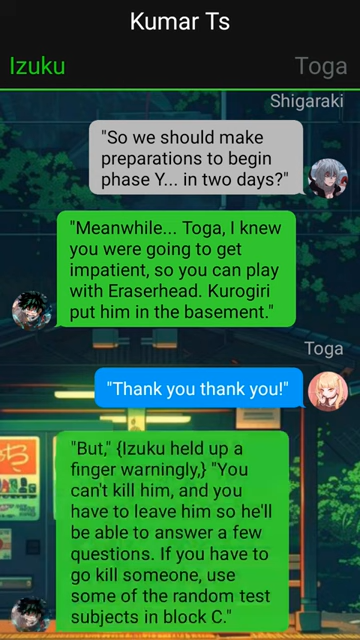 Kumar Ts
Izuku
Toga
Shigaraki
"So we should make
preparations to begin
phase Y... in two days?"
"Meanwhile... Toga, I knew
you were going to get
impatient, so you can play
with Eraserhead. Kurogiri
put him in the basement."
Toga
"Thank you thank you!"
"But," {Izuku held up a
finger warningly,} "You
can't kill him, and you
have to leave him so he'll
be able to answer a few
questions. If you have to
go kill someone, use
some of the random test
subjects in block C."